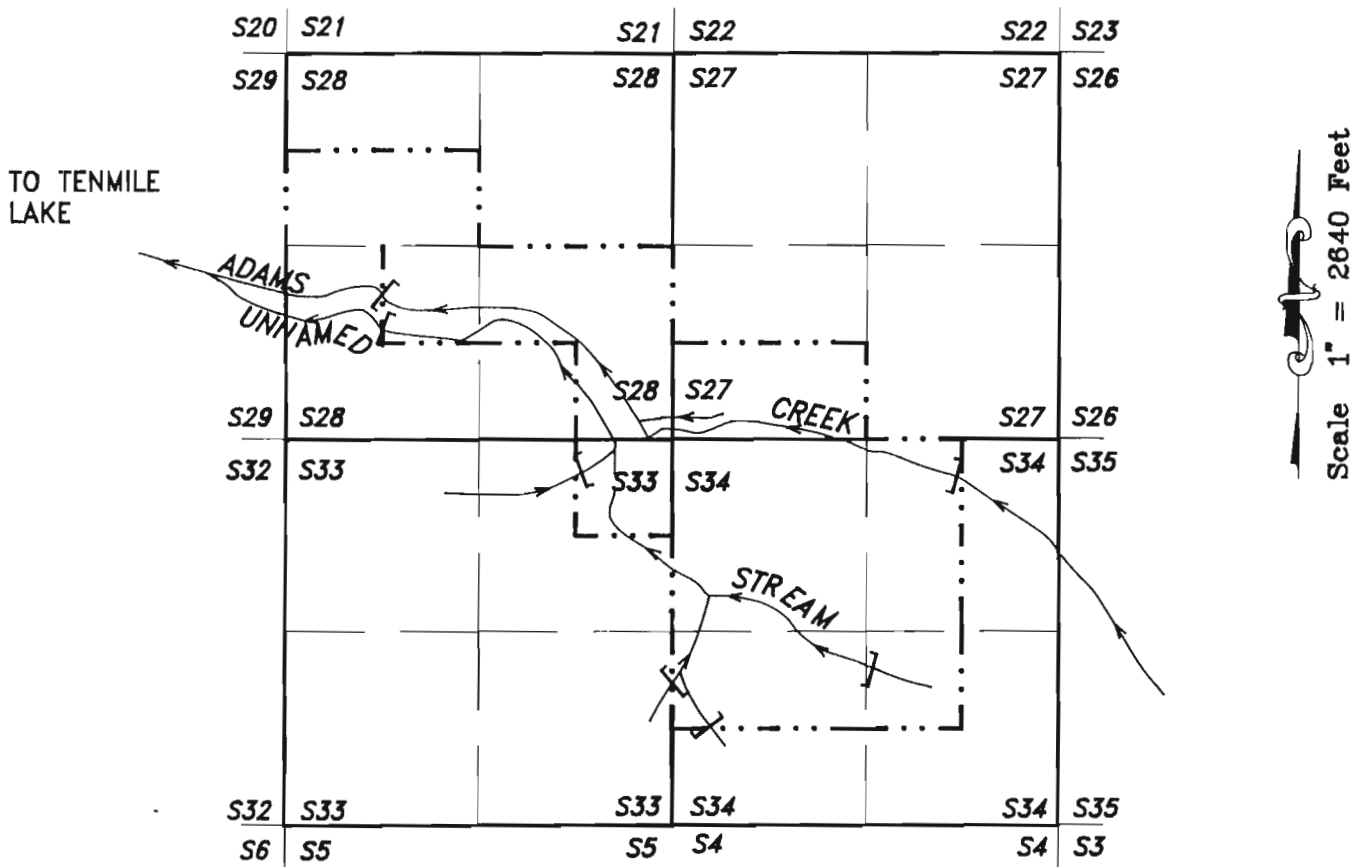 S20 S21 S21 S22 S22 S23
S29 S28 S28 S27 S27 S26
TO TENMILE
LAKE
ADAMS
UNNAMED
S28 S27
CREEK
S29 S28 S27 S26
S32 S33 S33 S34 S34 S35
STREAM
S32 S33 S33 S34 S34 S35
S6 S5 S5 S4 S4 S3
Scale 1" = 2640 Feet